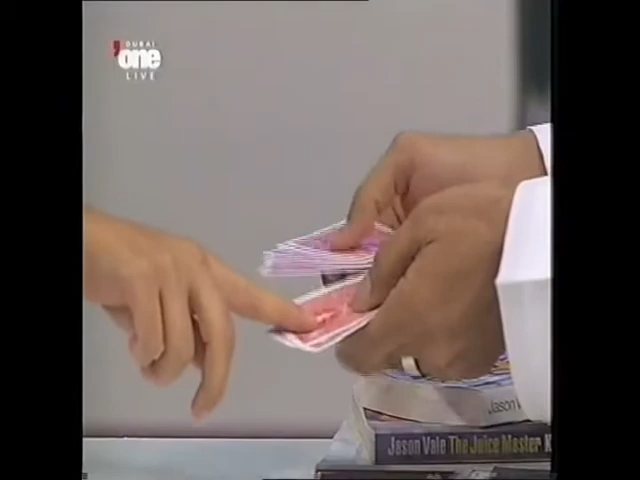 DUBAI
'one
LIVE
Jason V
Jason Vale The Juice Master K